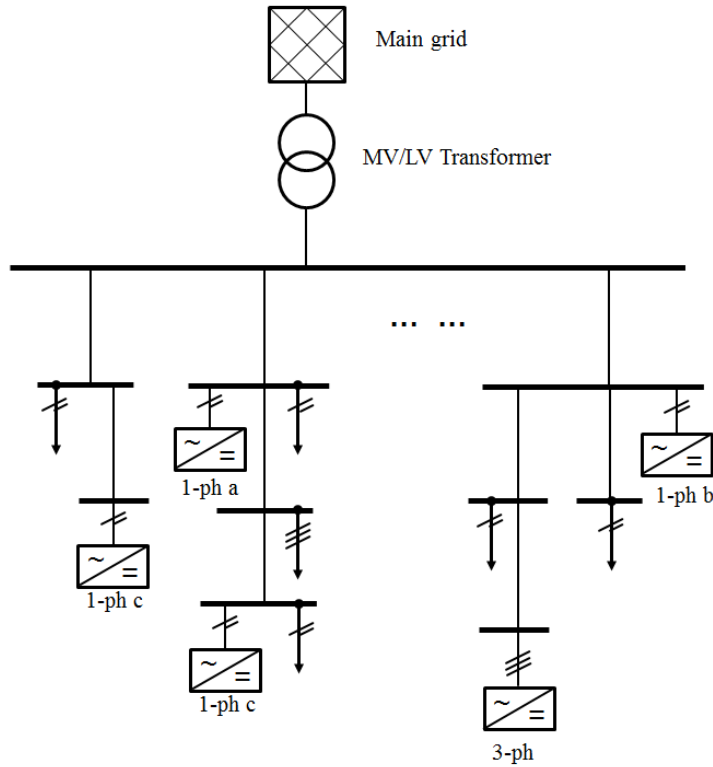 Main grid
MV/LV Transformer
... ...
~
=
1-ph a
~
=
1-ph b
~
=
1-ph c
~
=
1-ph c
~
=
3-ph